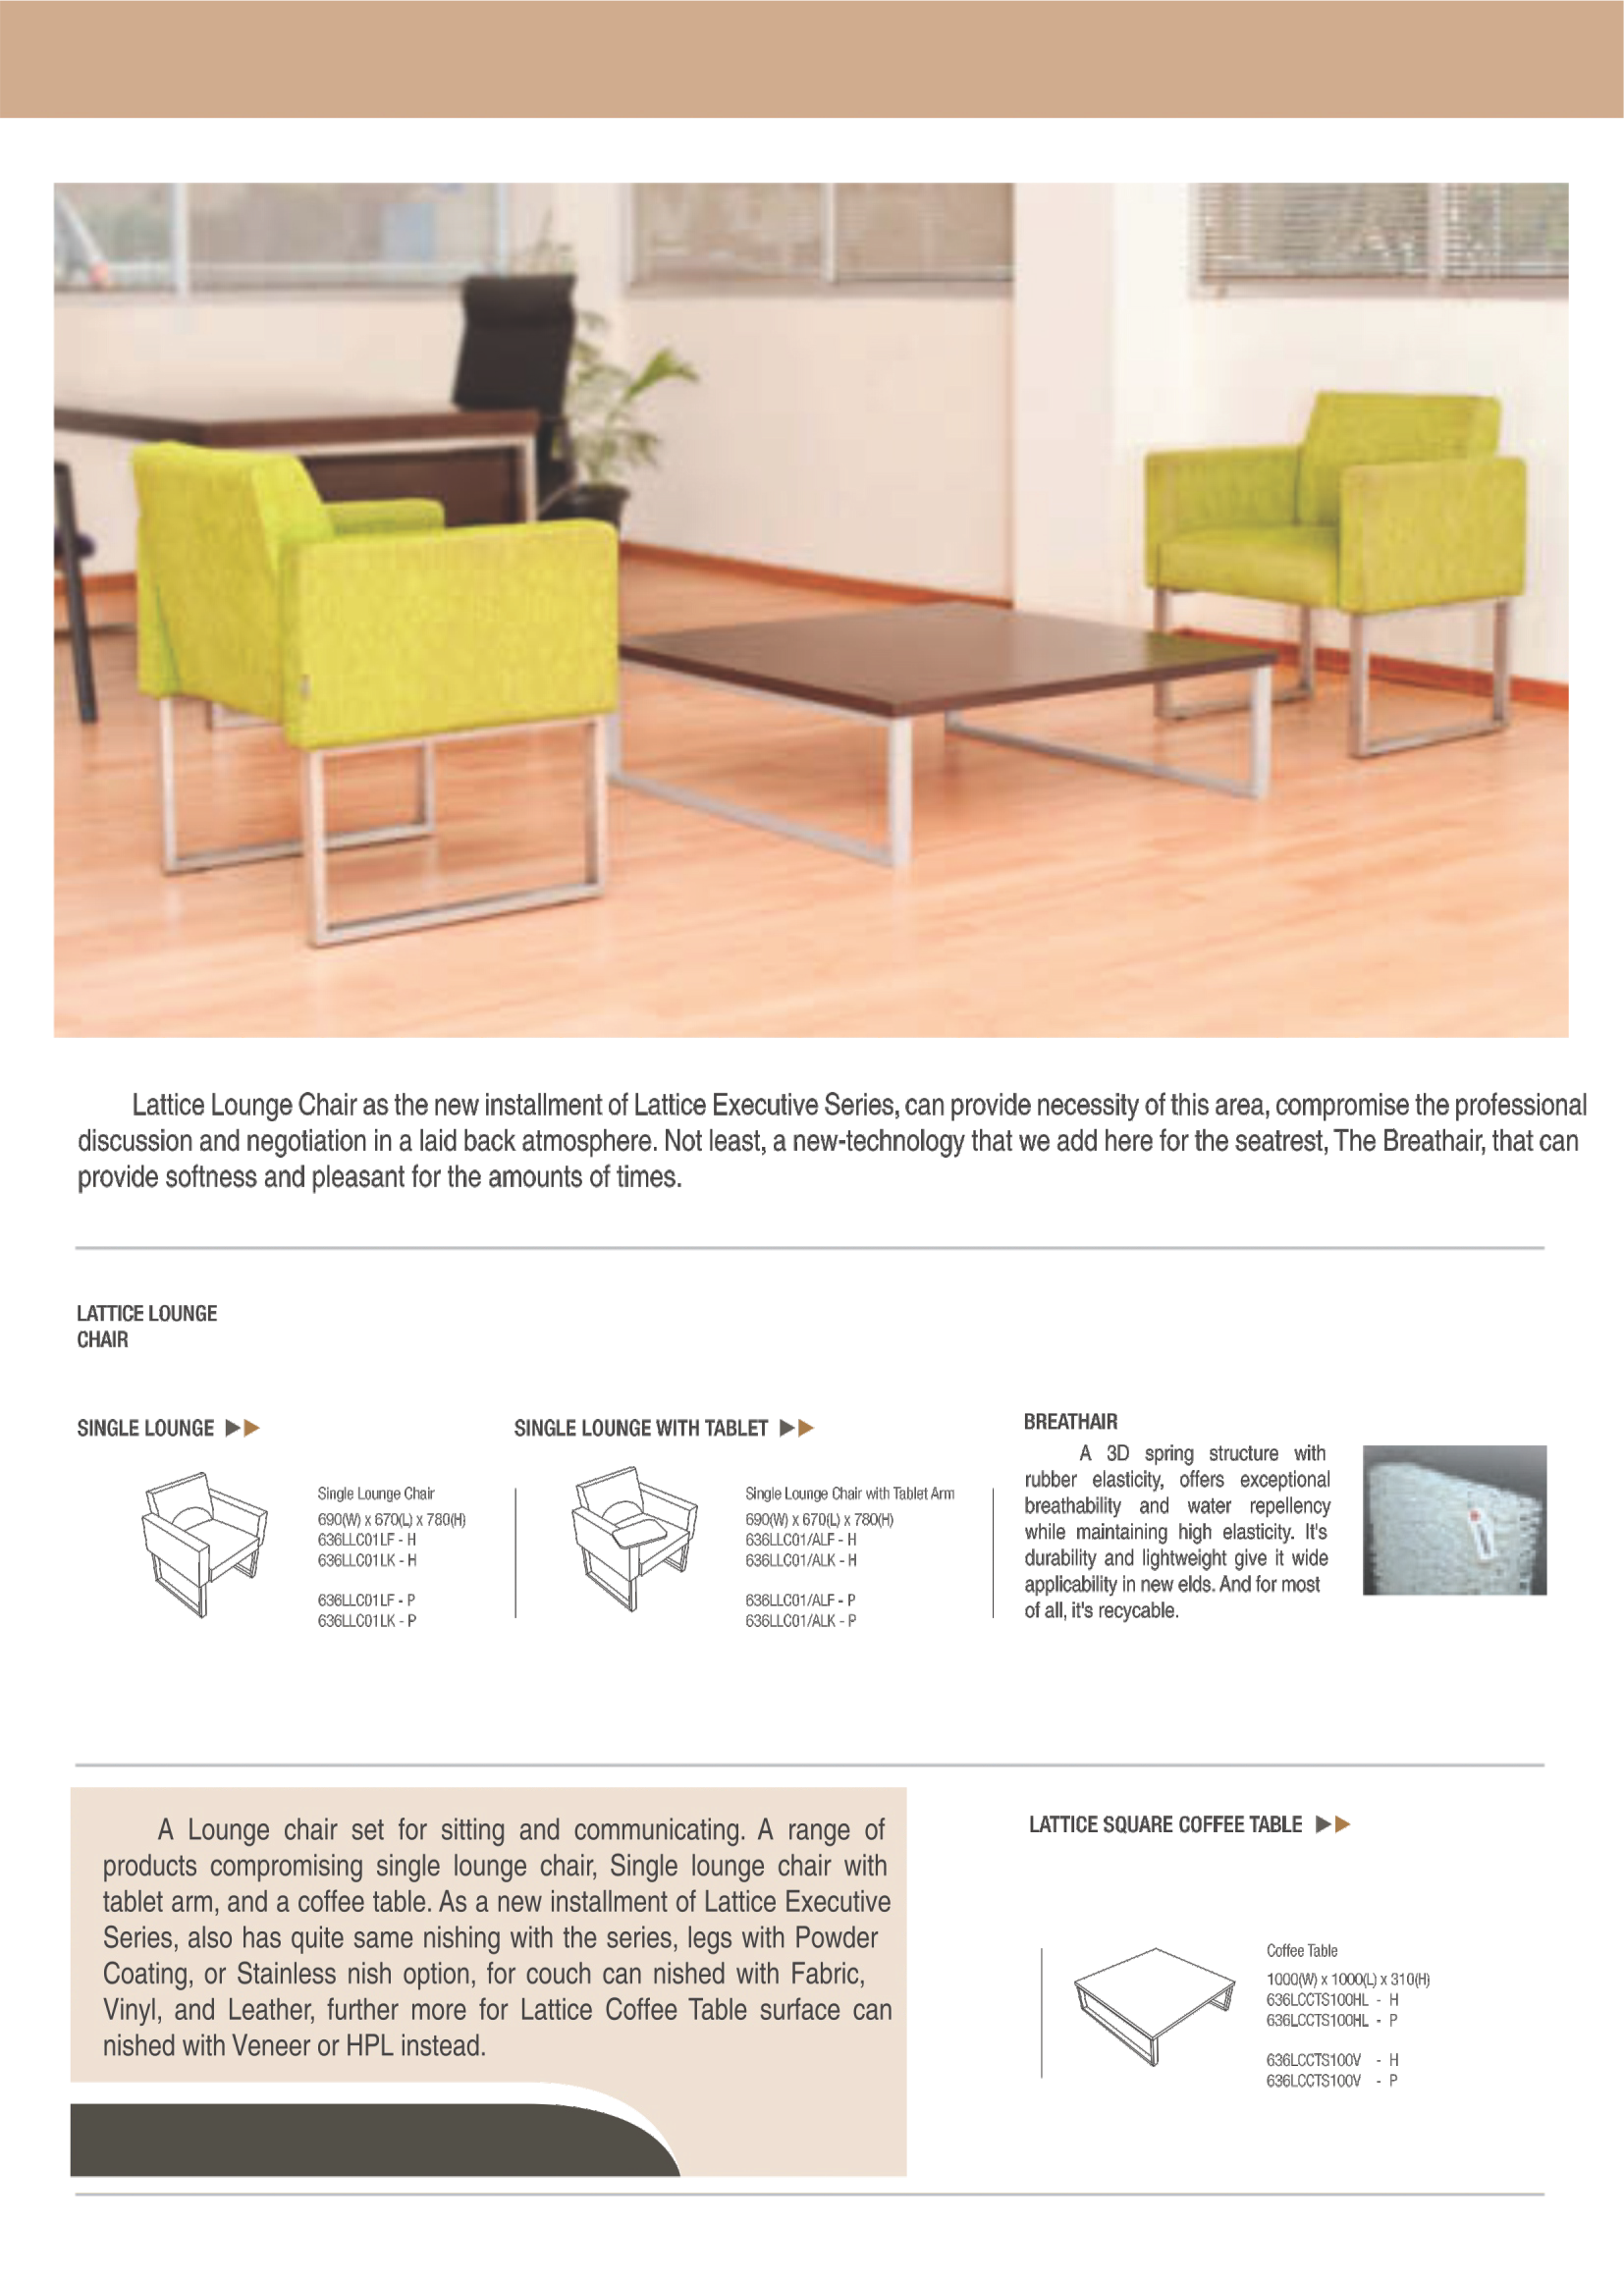 Lattice Lounge Chair as the new installment of Lattice Executive Series, can provide necessity of this area, compromise the professional
discussion and negotiation in a laid back atmosphere. Not least, a new-technology that we add here for the seatrest, The Breathair, that can
provide softness and pleasant for the amounts of times.
LATTICE LOUNGE
CHAIR
SINGLE LOUNGE
Single Lounge Chair
690(W) x 670(L) x 780(H)
636LLC01LF - H
636LLC01LK - H
636LLC01LF - P
636LLC01LK - P
SINGLE LOUNGE WITH TABLET
Single Lounge Chair with Tablet Arm
690(W) x 670(L) x 780(H)
636LLC01/ALF - H
636LLC01/ALK - H
636LLC01/ALF - P
636LLC01/ALK - P
BREATHAIR
A 3D spring structure with
rubber elasticity, offers exceptional
breathability and water repellency
while maintaining high elasticity. It's
durability and lightweight give it wide
applicability in new elds. And for most
of all, it's recycable.
A Lounge chair set for sitting and communicating. A range of
products compromising single lounge chair, Single lounge chair with
tablet arm, and a coffee table. As a new installment of Lattice Executive
Series, also has quite same nishing with the series, legs with Powder
Coating, or Stainless nish option, for couch can nished with Fabric,
Vinyl, and Leather, further more for Lattice Coffee Table surface can
nished with Veneer or HPL instead.
LATTICE SQUARE COFFEE TABLE
Coffee Table
1000(W) x 1000(L) x 310(H)
636LCCTS100HL - H
636LCCTS100HL - P
636LCCTS100V - H
636LCCTS100V - P